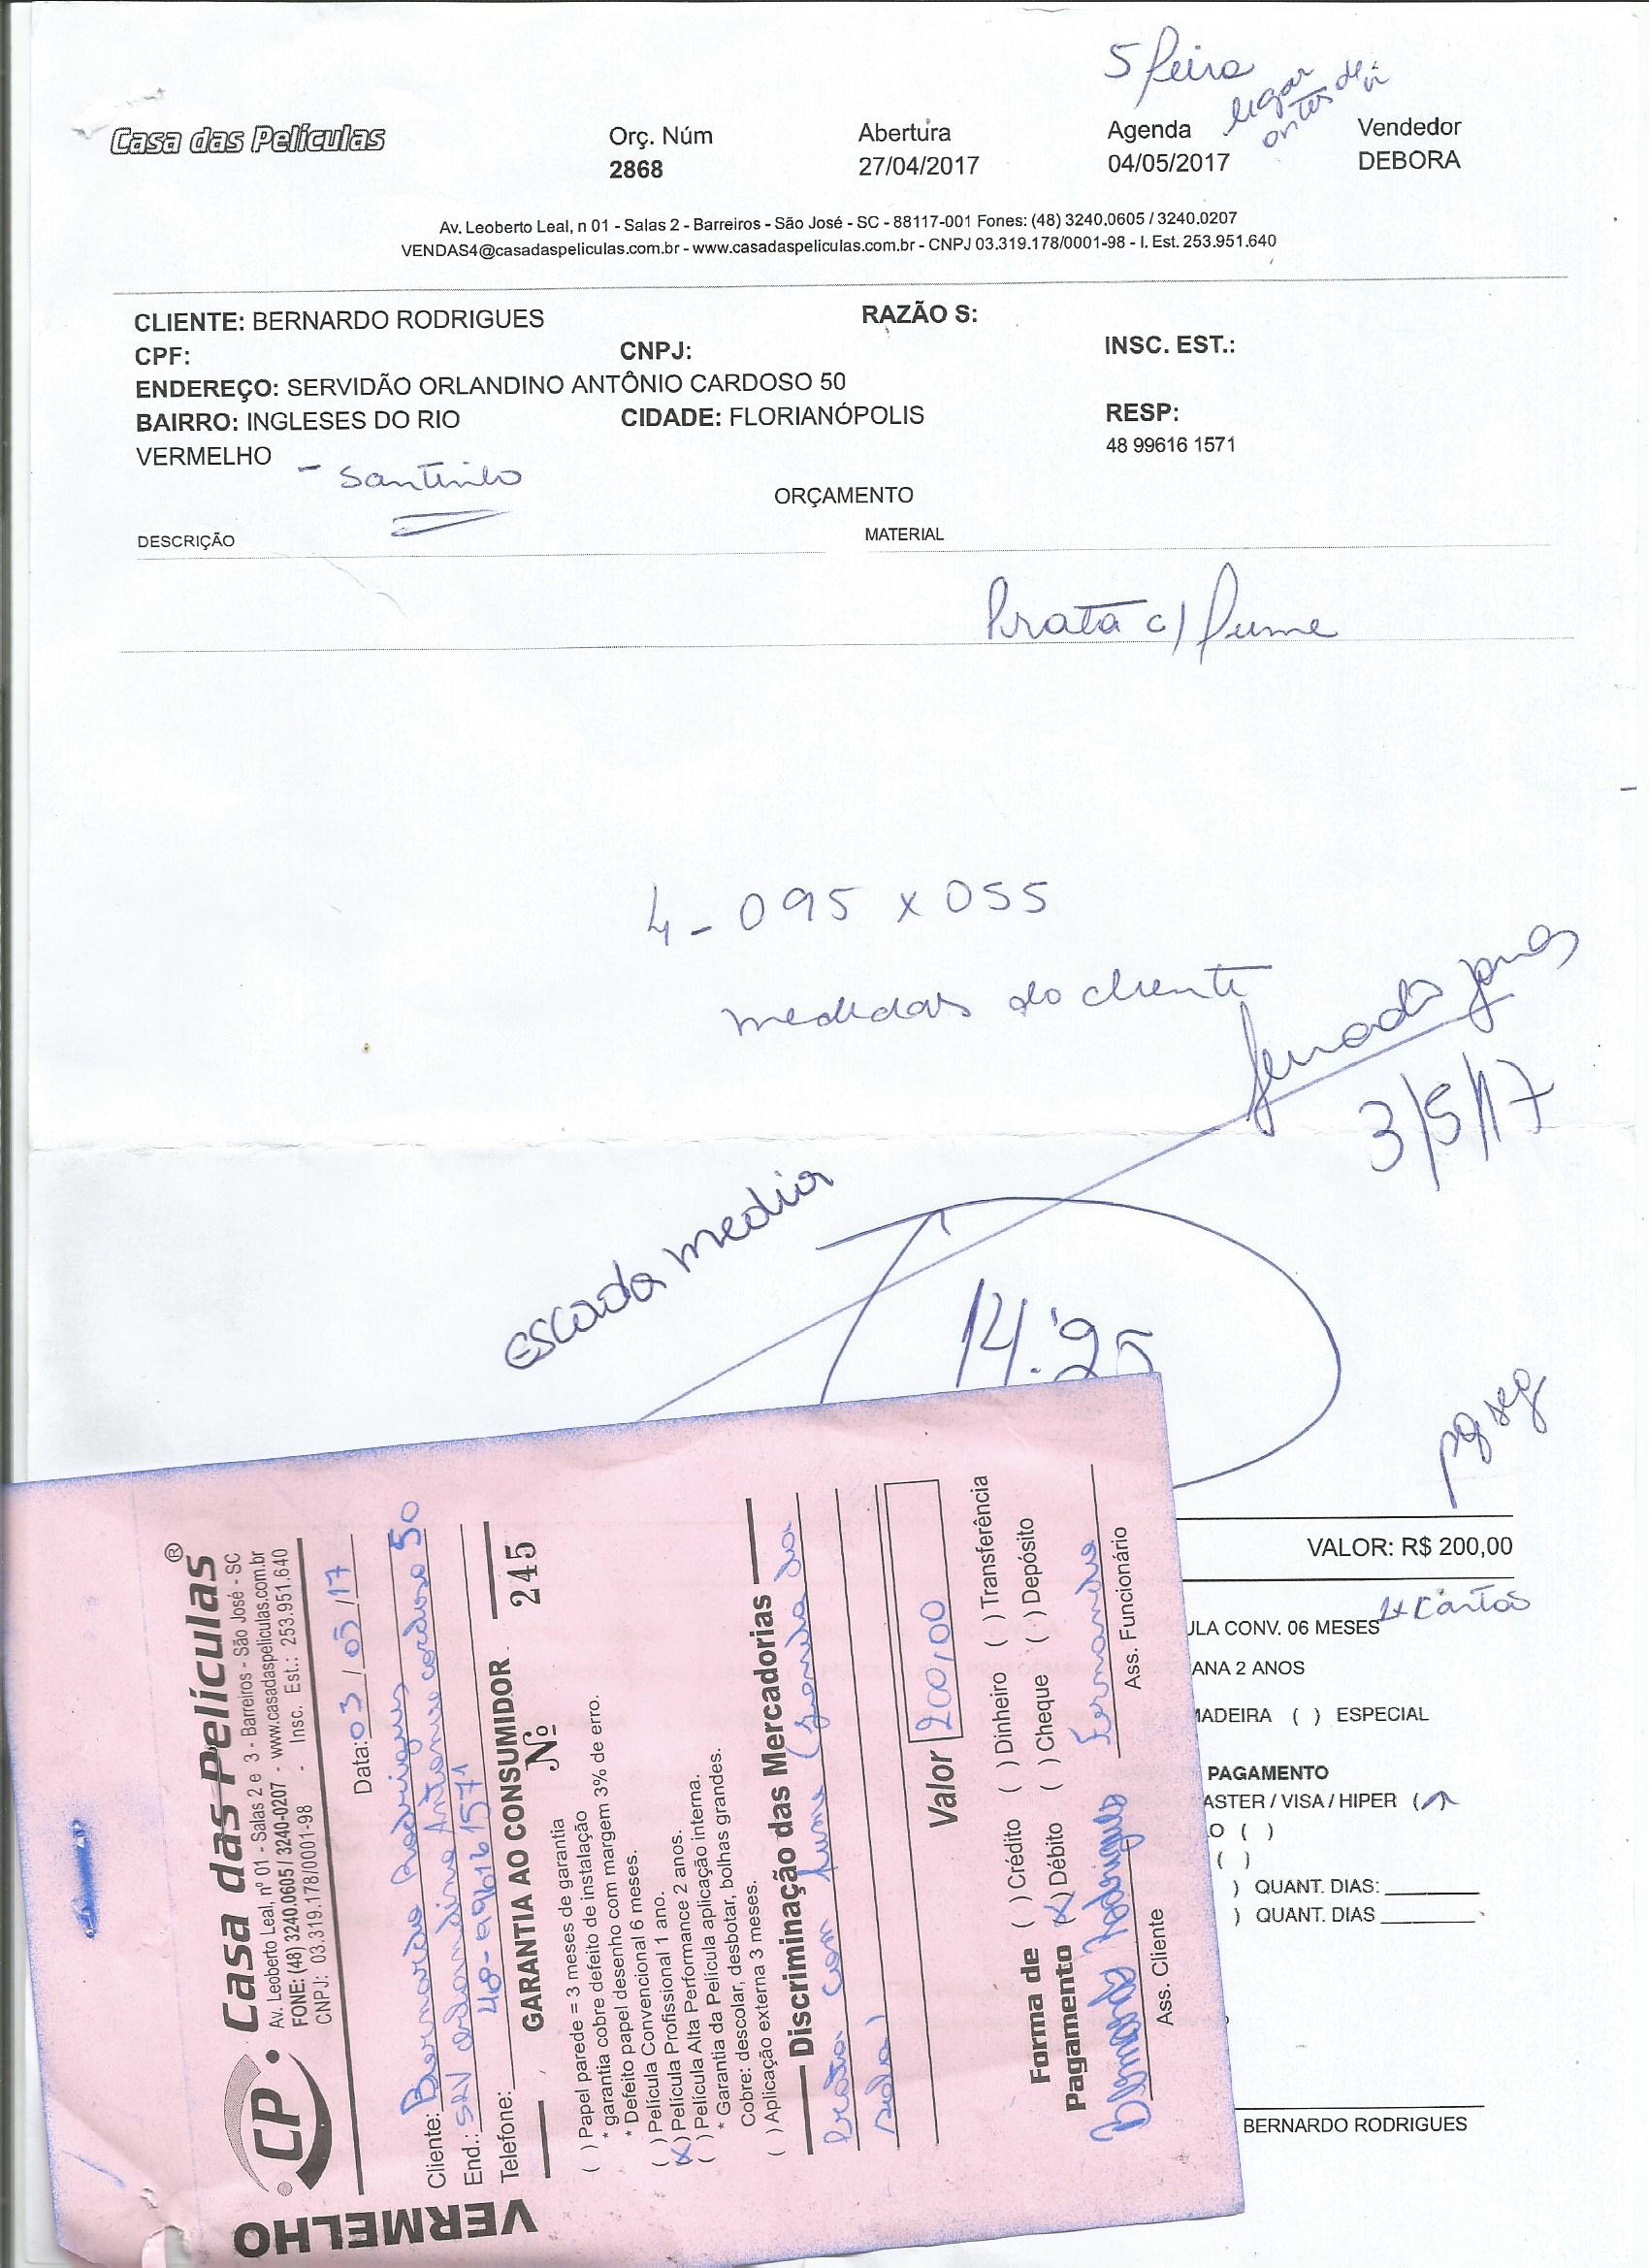 5 feira
ligar
antes de ir
Casa das Películas
Orç. Núm Abertura Agenda Vendedor
2868 27/04/2017 04/05/2017 DEBORA
Av. Leoberto Leal, n 01 - Salas 2 - Barreiros - São José - SC - 88117-001 Fones: (48) 3240.0605 / 3240.0207
VENDAS4@casadaspeliculas.com.br - www.casadaspeliculas.com.br - CNPJ 03.319.178/0001-98 - I. Est. 253.951.640
CLIENTE: BERNARDO RODRIGUES RAZÃO S:
CPF: CNPJ: INSC. EST.:
ENDEREÇO: SERVIDÃO ORLANDINO ANTÔNIO CARDOSO 50
BAIRRO: INGLESES DO RIO CIDADE: FLORIANÓPOLIS RESP:
VERMELHO - Santinho 48 99616 1571
ORÇAMENTO
DESCRIÇÃO MATERIAL
Prata c/ fume
4 - 095 x 055
medidas do cliente
3/5/17
escada media
14:25
pg seg
VALOR: R$ 200,00
1x Cartão
ULA CONV. 06 MESES
ANA 2 ANOS
MADEIRA ( ) ESPECIAL
PAGAMENTO
ASTER / VISA / HIPER (
O ( )
( )
) QUANT. DIAS:
) QUANT. DIAS
BERNARDO RODRIGUES
VERMELHO
CP
Casa das Películas®
Av. Leoberto Leal, nº 01 - Salas 2 e 3 - Barreiros - São José - SC
FONE: (48) 3240.0605 / 3240-0207 - www.casadaspeliculas.com.br
CNPJ: 03.319.178/0001-98 - Insc. Est.: 253.951.640
Data: 03/05/17
Cliente: Bernardo Rodrigues
End.: SRV orlandino Antonio cardoso 50
Telefone: 48-99616 1571
GARANTIA AO CONSUMIDOR Nº 245
( ) Papel parede = 3 meses de garantia
* garantia cobre defeito de instalação
* Defeito papel desenho com margem 3% de erro.
( ) Película Convencional 6 meses.
(X) Película Profissional 1 ano.
( ) Película Alta Performanee 2 anos.
* Garantia da Película aplicação interna.
Cobre: descolar, desbotar, bolhas grandes.
( ) Aplicação externa 3 meses.
Discriminação das Mercadorias
Prata com fume
Valor 200,00
Forma de Pagamento
( ) Crédito ( ) Dinheiro ( ) Transferência
(X) Débito ( ) Cheque ( ) Depósito
Bernardo Rodrigues Fernando
Ass. Cliente Ass. Funcionário